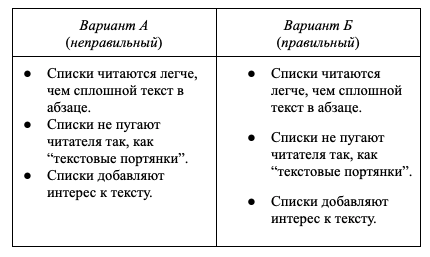 Вариант А
(неправильный)
Вариант Б
(правильный)
● Списки читаются легче,
чем сплошной текст в
абзаце.
● Списки не пугают
читателя так, как
“текстовые портянки”.
● Списки добавляют
интерес к тексту.
● Списки читаются
легче, чем сплошной
текст в абзаце.
● Списки не пугают
читателя так, как
“текстовые портянки”.
● Списки добавляют
интерес к тексту.